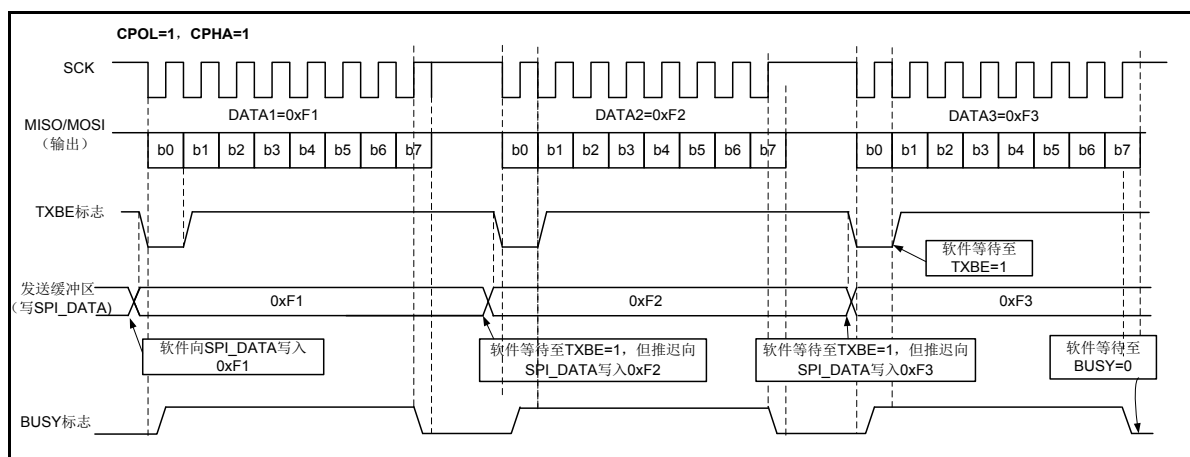 CPOL=1，CPHA=1
SCK
DATA1=0xF1 DATA2=0xF2 DATA3=0xF3
MISO/MOSI
（输出）
b0 b1 b2 b3 b4 b5 b6 b7 b0 b1 b2 b3 b4 b5 b6 b7 b0 b1 b2 b3 b4 b5 b6 b7
TXBE标志
软件等待至
TXBE=1
发送缓冲区
（写SPI_DATA）
0xF1 0xF2 0xF3
软件向SPI_DATA写入
0xF1
软件等待至TXBE=1，但推迟向
SPI_DATA写入0xF2
软件等待至TXBE=1，但推迟向
SPI_DATA写入0xF3
软件等待至
BUSY=0
BUSY标志